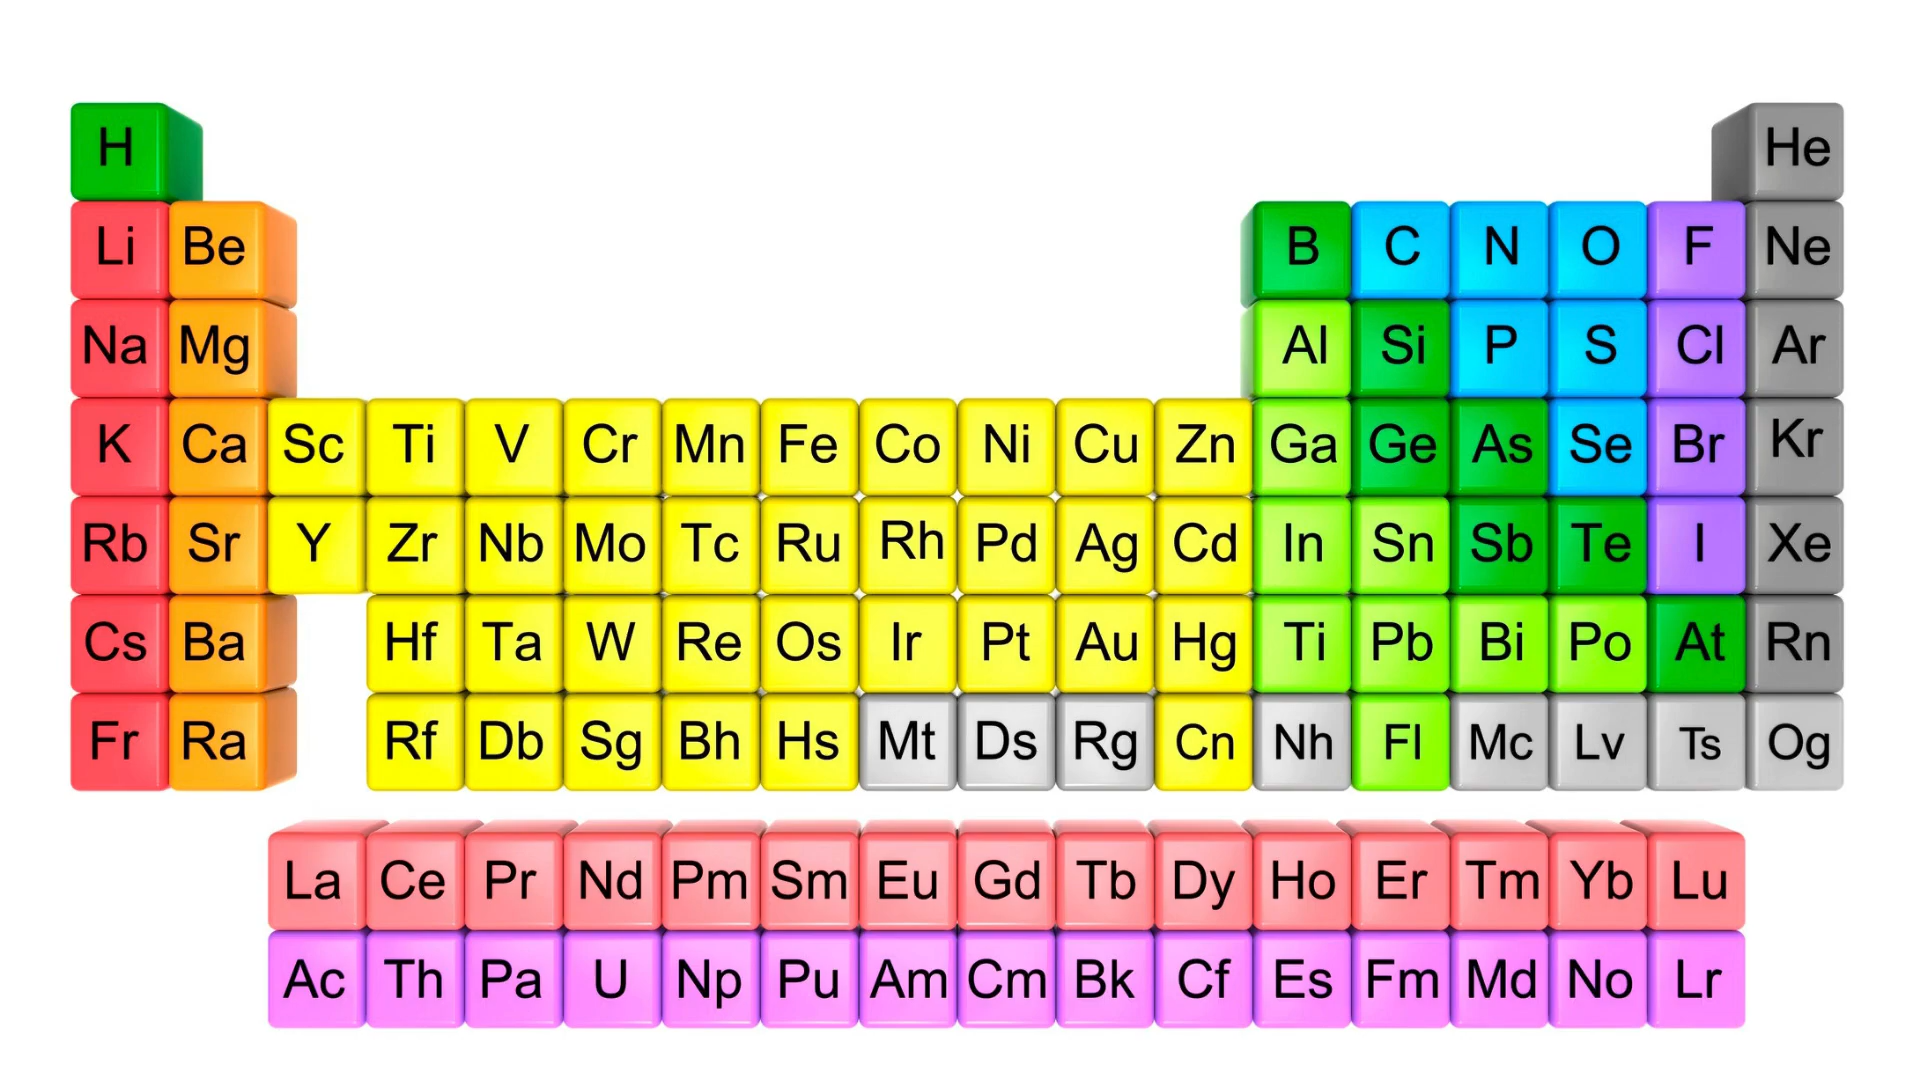 H He
Li Be B C N O F Ne
Na Mg Al Si P S Cl Ar
K Ca Sc Ti V Cr Mn Fe Co Ni Cu Zn Ga Ge As Se Br Kr
Rb Sr Y Zr Nb Mo Tc Ru Rh Pd Ag Cd In Sn Sb Te I Xe
Cs Ba Hf Ta W Re Os Ir Pt Au Hg Ti Pb Bi Po At Rn
Fr Ra Rf Db Sg Bh Hs Mt Ds Rg Cn Nh Fl Mc Lv Ts Og
La Ce Pr Nd Pm Sm Eu Gd Tb Dy Ho Er Tm Yb Lu
Ac Th Pa U Np Pu Am Cm Bk Cf Es Fm Md No Lr